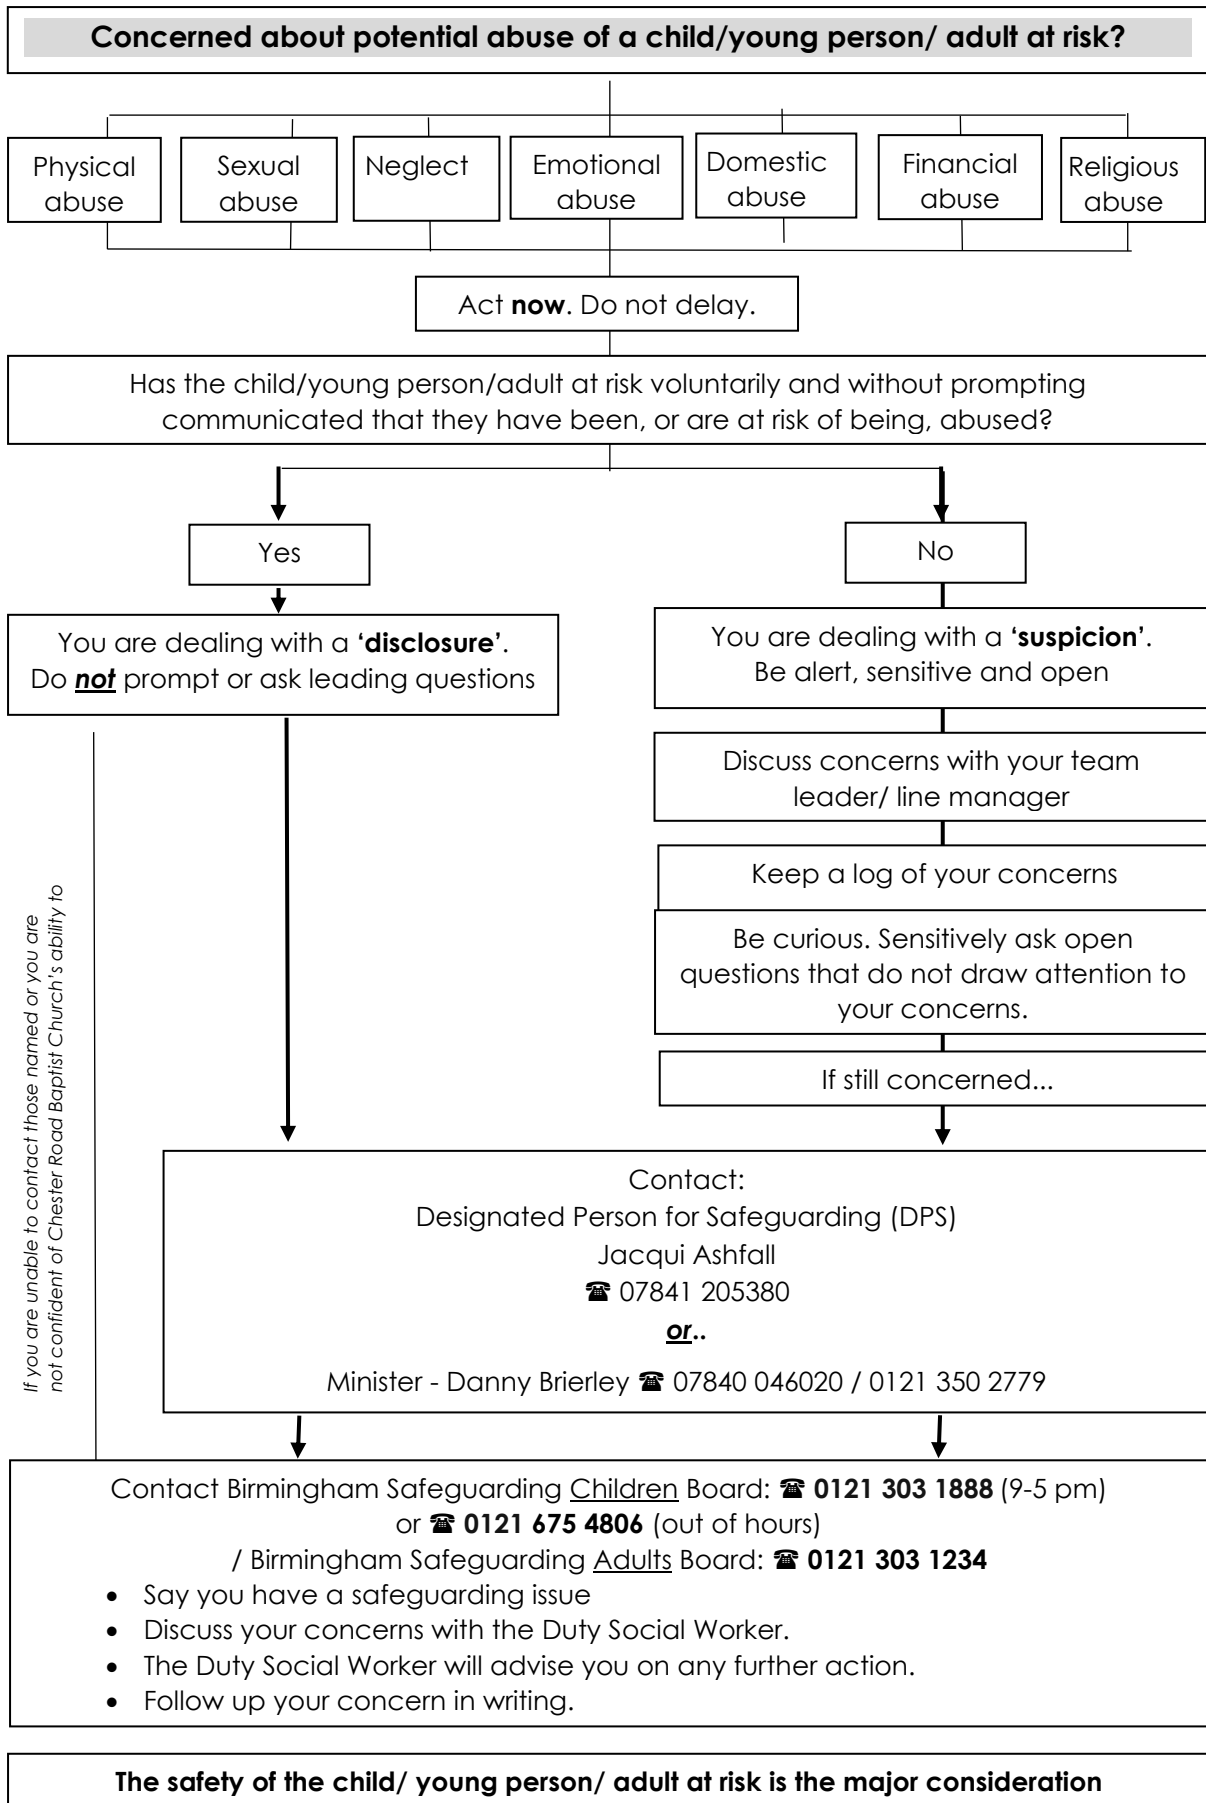 Concerned about potential abuse of a child/young person/ adult at risk?
Physical
abuse
Sexual
abuse
Neglect
Emotional
abuse
Domestic
abuse
Financial
abuse
Religious
abuse
Act now. Do not delay.
Has the child/young person/adult at risk voluntarily and without prompting
communicated that they have been, or are at risk of being, abused?
Yes
No
You are dealing with a ‘disclosure’.
Do not prompt or ask leading questions
You are dealing with a ‘suspicion’.
Be alert, sensitive and open
Discuss concerns with your team
leader/ line manager
Keep a log of your concerns
Be curious. Sensitively ask open
questions that do not draw attention to
your concerns.
If still concerned...
If you are unable to contact those named or you are
not confident of Chester Road Baptist Church's ability to
Contact:
Designated Person for Safeguarding (DPS)
Jacqui Ashfall
☎ 07841 205380
or..
Minister - Danny Brierley ☎ 07840 046020 / 0121 350 2779
Contact Birmingham Safeguarding Children Board: ☎ 0121 303 1888 (9-5 pm)
or ☎ 0121 675 4806 (out of hours)
/ Birmingham Safeguarding Adults Board: ☎ 0121 303 1234
• Say you have a safeguarding issue
• Discuss your concerns with the Duty Social Worker.
• The Duty Social Worker will advise you on any further action.
• Follow up your concern in writing.
The safety of the child/ young person/ adult at risk is the major consideration